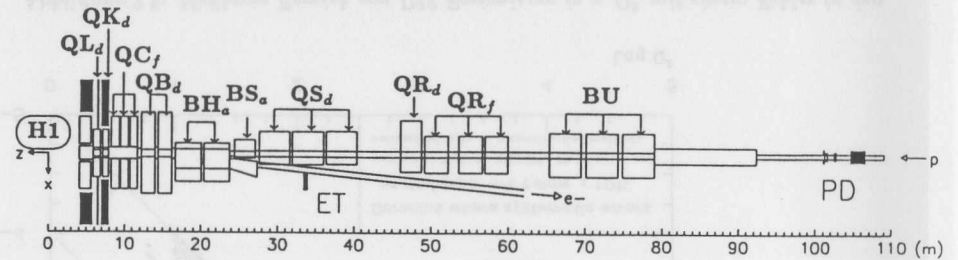 QK_d
QL_d QC_f
QB_d BH_a BS_a QS_d QR_d QR_f BU
H1
z x
ET e− PD p
0 10 20 30 40 50 60 70 80 90 100 110 (m)